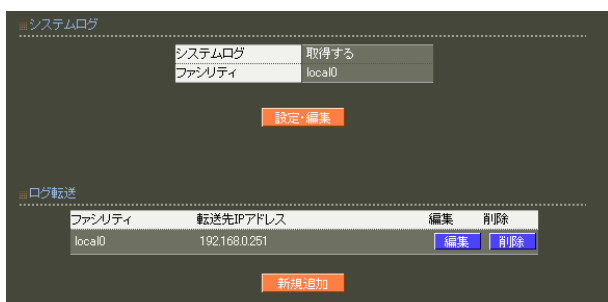 システムログ
システムログ 取得する
ファシリティ local0
設定・編集
ログ転送
ファシリティ 転送先IPアドレス 編集 削除
local0 192.168.0.251 編集 削除
新規追加